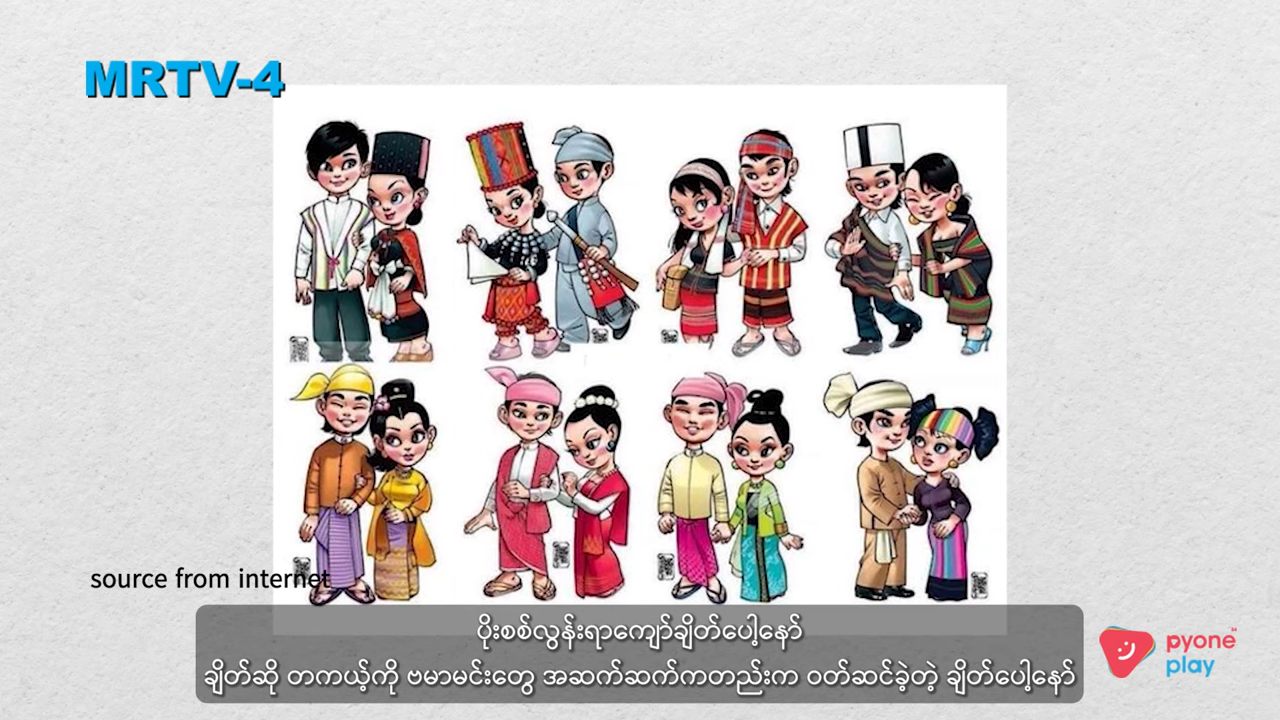 MRTV-4
source from internet
ပိုးစစ်လွန်းရာကျော်ချိတ်ပေါ့နော်
ချိတ်ဆို တကယ့်ကို ဗမာမင်းတွေ အဆက်ဆက်ကတည်းက ဝတ်ဆင်ခဲ့တဲ့ ချိတ်ပေါ့နော်
pyone
play